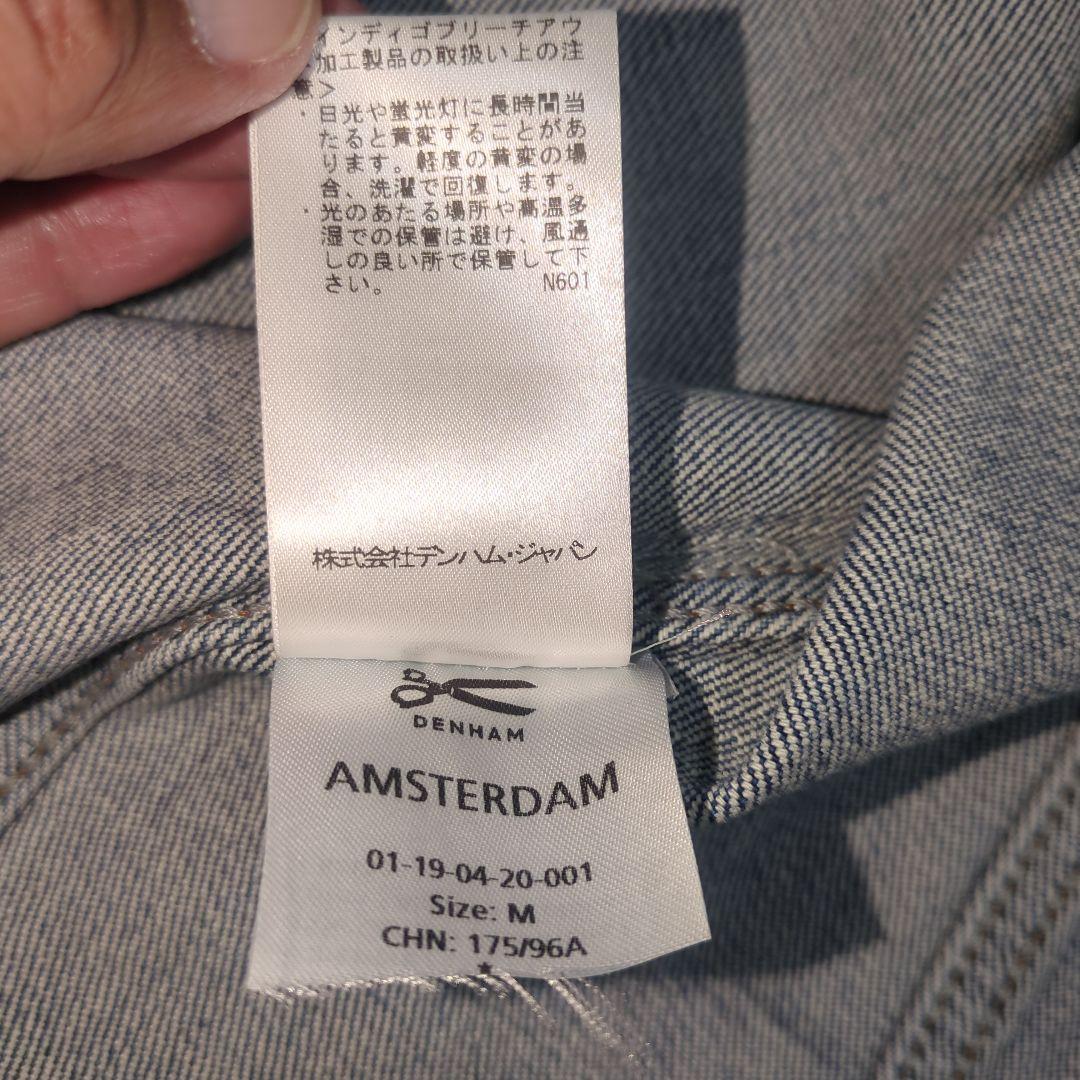 インディゴブリーチアウ
加工製品の取扱い上の注
意>
・日光や蛍光灯に長時間当
たると黄変することがあ
ります。軽度の黄変の場
合、洗濯で回復します。
・光のあたる場所や高温多
湿での保管は避け、風通
しの良い所で保管して下
さい。 N601
株式会社デンハム・ジャパン
DENHAM
AMSTERDAM
01-19-04-20-001
Size: M
CHN: 175/96A